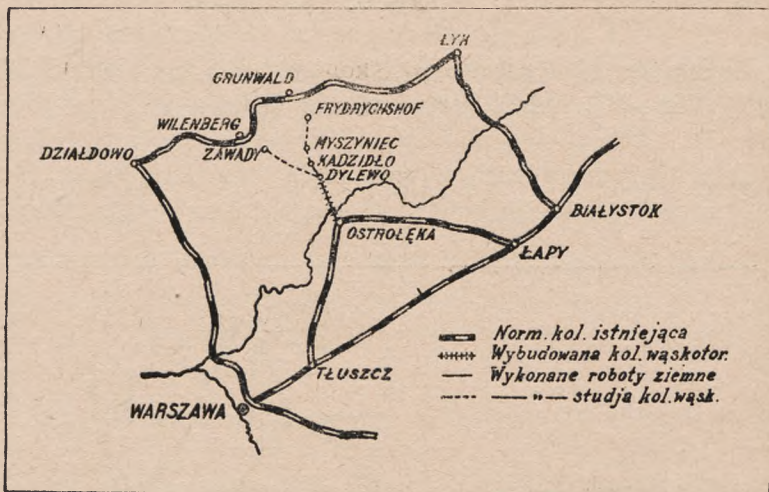 ŁYK
GRUNWALD
FRYDRYCHSHOF
WILENBERG
MYSZYNIEC
DZIAŁDOWO
ZAWADY
KADZIDŁO
DYLEWO
BIAŁYSTOK
OSTROŁĘKA
ŁAPY
Norm. kol. istniejąca
Wybudowana kol. wąskotor.
TŁUSZCZ
Wykonane roboty ziemne
WARSZAWA
— „ — studja kol. wąsk.